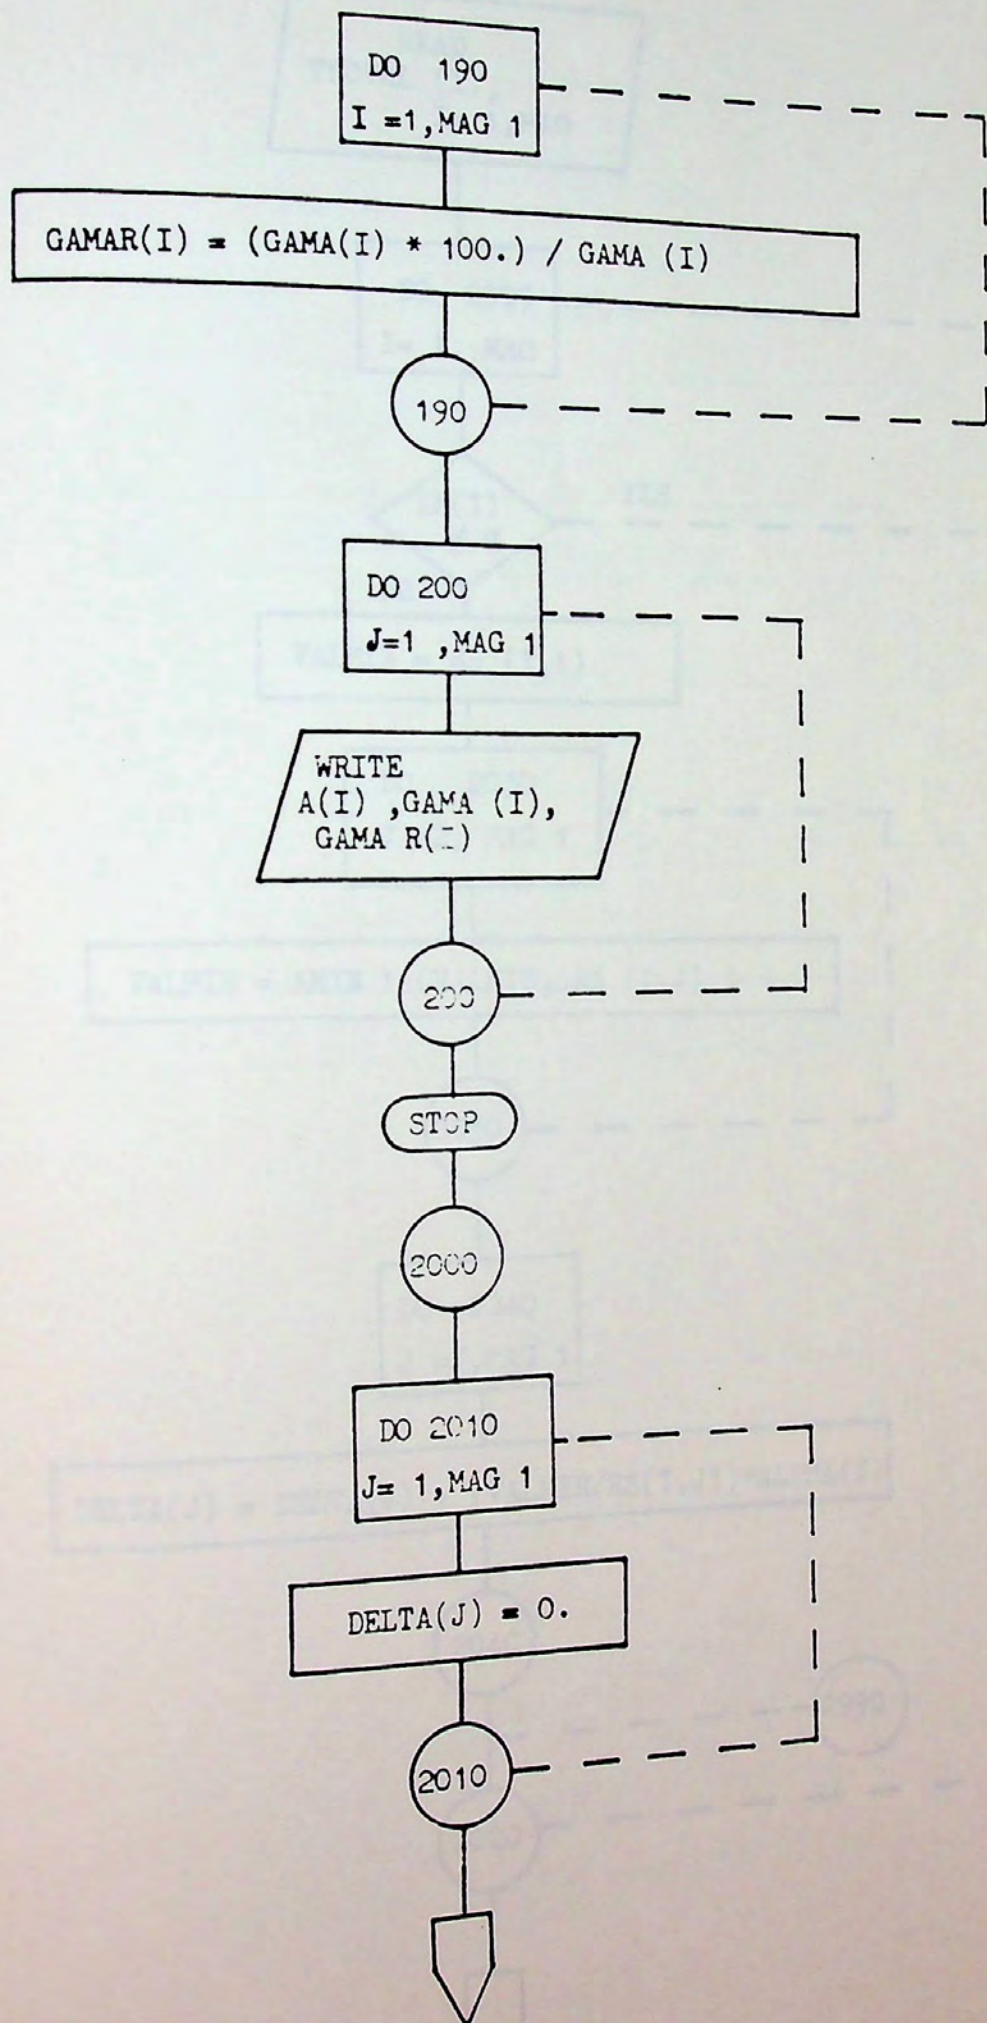 DO 190
I =1,MAG 1
GAMAR(I) = (GAMA(I) * 100.) / GAMA (I)
190
DO 200
J=1 ,MAG 1
WRITE
A(I) ,GAMA (I),
GAMA R(I)
200
STOP
2000
DO 2010
J= 1,MAG 1
DELTA(J) = 0.
2010